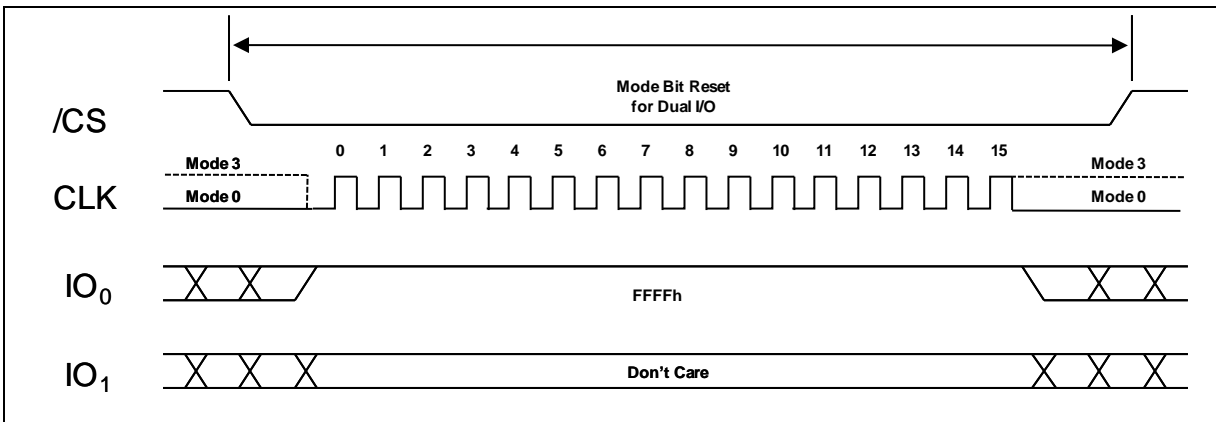 Mode Bit Reset
for Dual I/O
/CS
0 1 2 3 4 5 6 7 8 9 10 11 12 13 14 15
Mode 3 Mode 3
CLK Mode 0 Mode 0
IO₀ FFFFh
IO₁ Don't Care